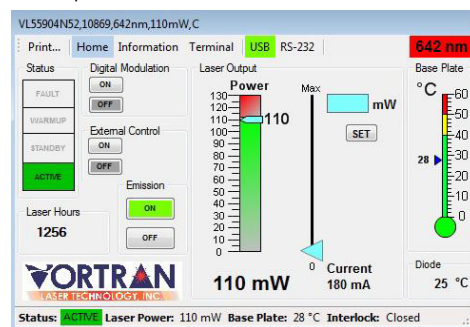 VL55904N52,10869,642nm,110mW,C
Print... Home Information Terminal USB RS-232 642 nm
Status Digital Modulation Laser Output Base Plate
FAULT
WARMUP
STANDBY
ACTIVE
ON
OFF
External Control
ON
OFF
Emission
ON
OFF
Laser Hours
1256
VORTRAN
LASER TECHNOLOGY, INC.
Power
130
120
110
100
90
80
70
60
50
40
30
20
10
0
110
110 mW
Max
0
mW
SET
Current
180 mA
°C
60
50
40
30
20
10
0
28
Diode
25 °C
Status: ACTIVE Laser Power: 110 mW Base Plate: 28 °C Interlock: Closed